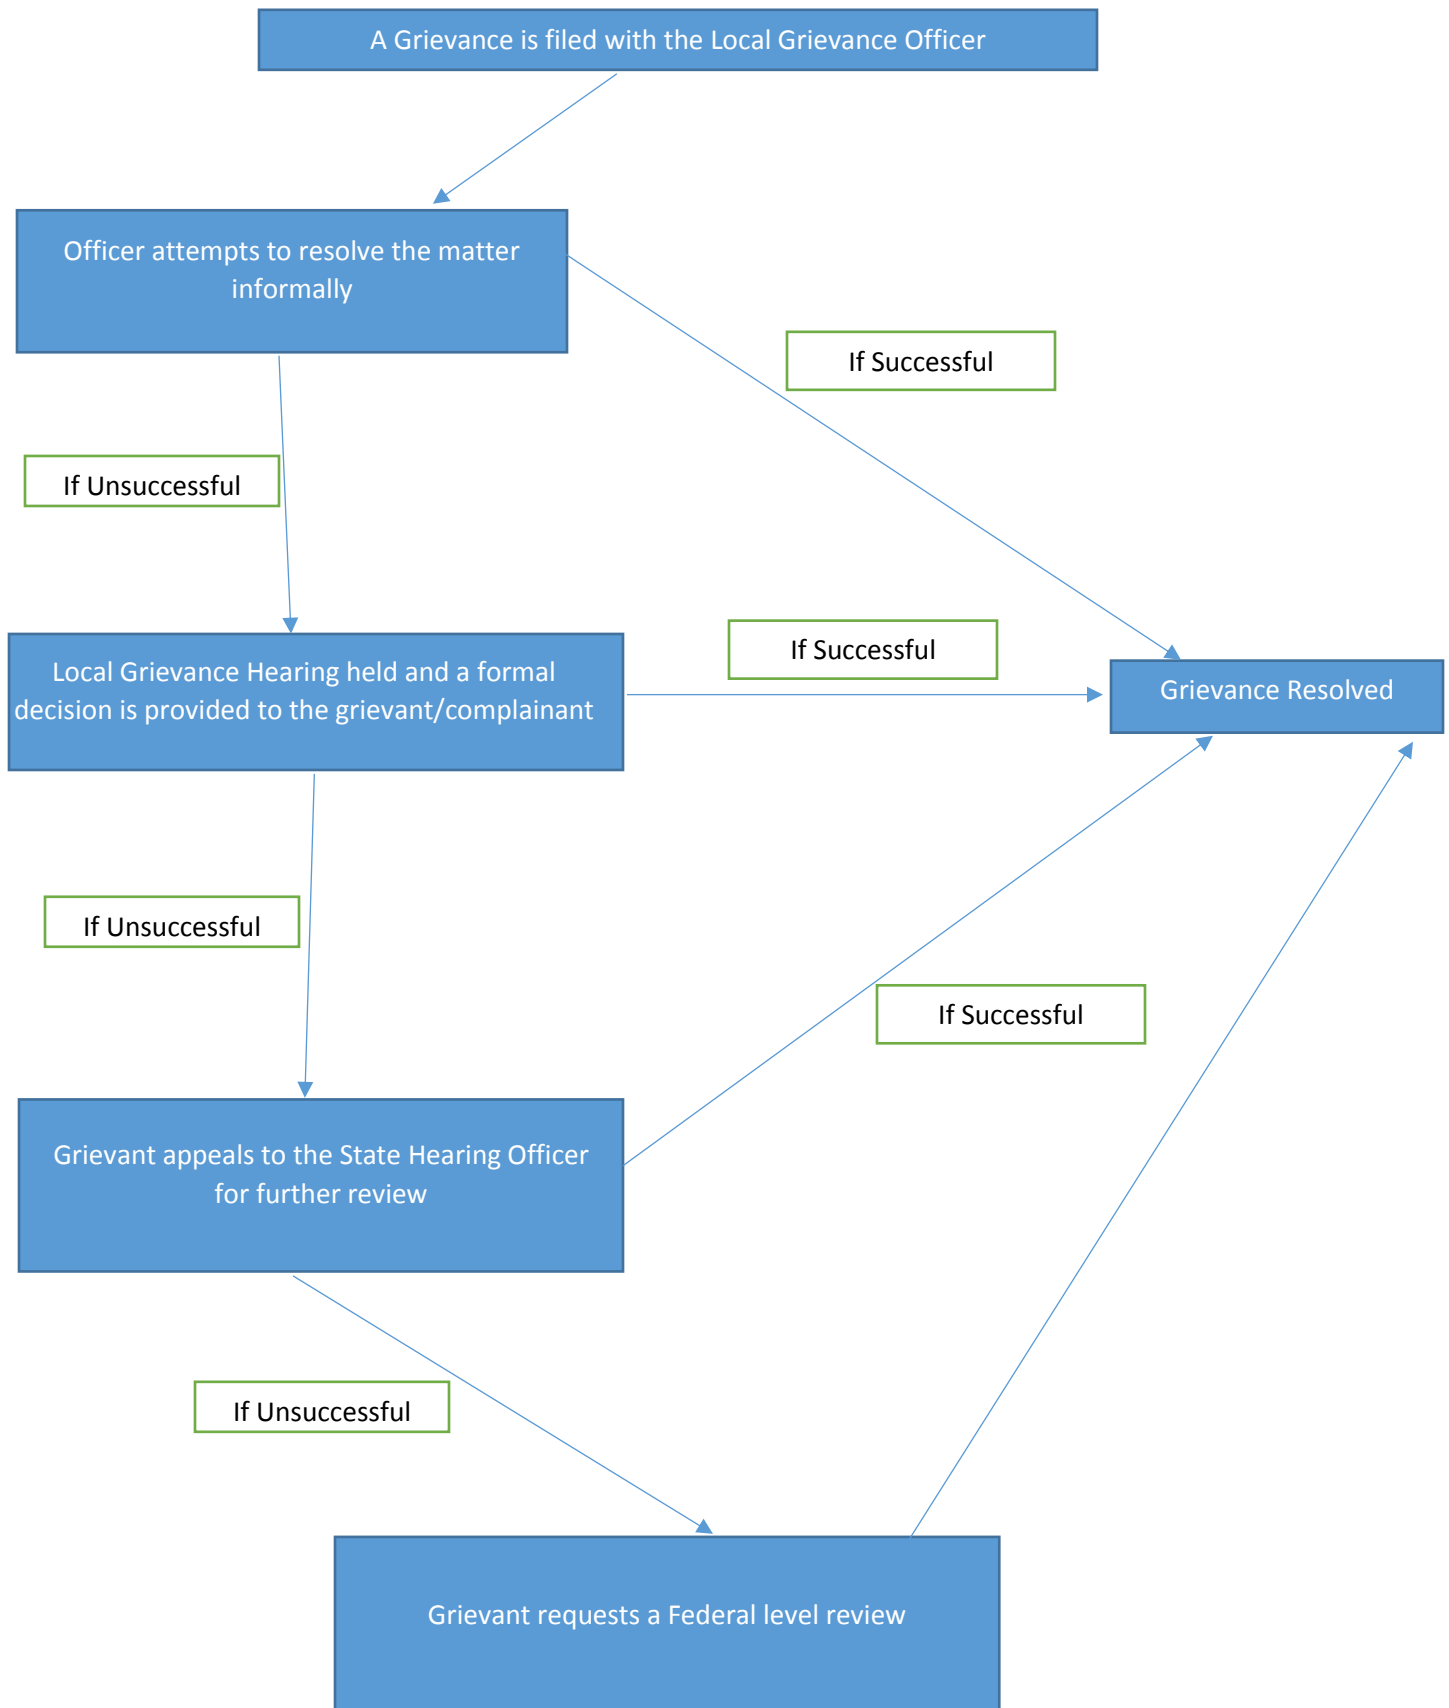 A Grievance is filed with the Local Grievance Officer
Officer attempts to resolve the matter
informally
If Successful
If Unsuccessful
Local Grievance Hearing held and a formal
decision is provided to the grievant/complainant
If Successful
Grievance Resolved
If Unsuccessful
If Successful
Grievant appeals to the State Hearing Officer
for further review
If Unsuccessful
Grievant requests a Federal level review